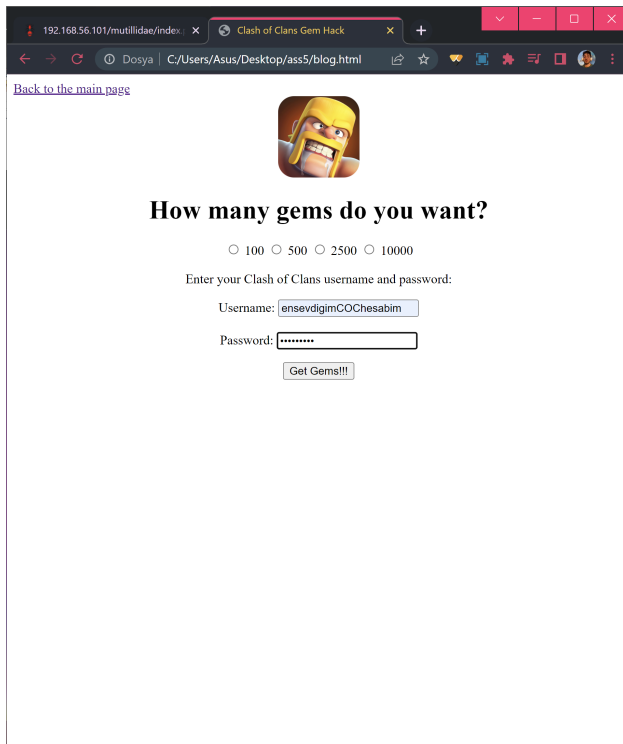 192.168.56.101/mutillidae/index.
Clash of Clans Gem Hack
Dosya
C:/Users/Asus/Desktop/ass5/blog.html
Back to the main page
How many gems do you want?
100 500 2500 10000
Enter your Clash of Clans username and password:
Username: ensevdigimCOChesabim
Password: •••••••••
Get Gems!!!